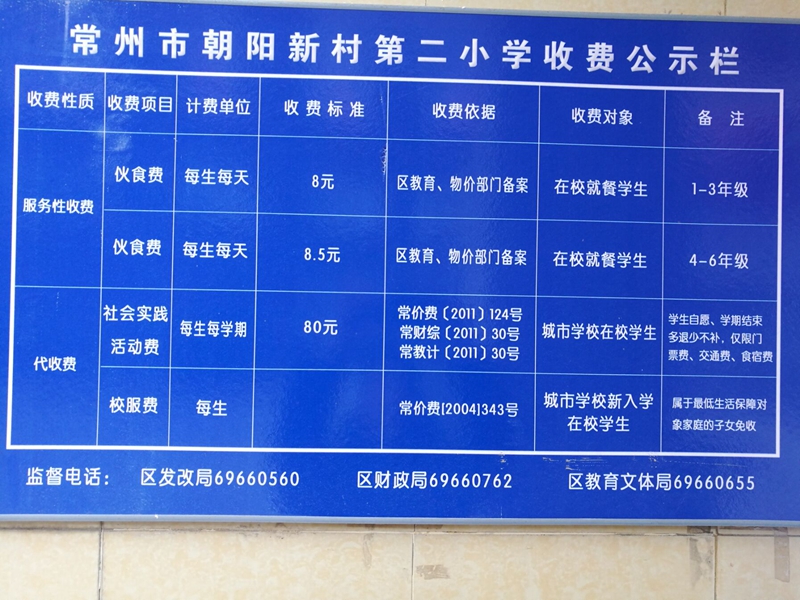 常州市朝阳新村第二小学收费公示栏
收费性质 收费项目 计费单位 收费标准 收费依据 收费对象 备 注
服务性收费
伙食费 每生每天 8元 区教育、物价部门备案 在校就餐学生 1-3年级
伙食费 每生每天 8.5元 区教育、物价部门备案 在校就餐学生 4-6年级
代收费
社会实践
活动费
每生每学期
80元
常价费〔2011〕124号
常财综〔2011〕30号
常教计〔2011〕30号
城市学校在校学生
学生自愿、学期结束
多退少不补，仅限门
票费、交通费、食宿费
校服费
每生
常价费[2004]343号
城市学校新入学
在校学生
属于最低生活保障对
象家庭的子女免收
监督电话： 区发改局69660560 区财政局69660762 区教育文体局69660655